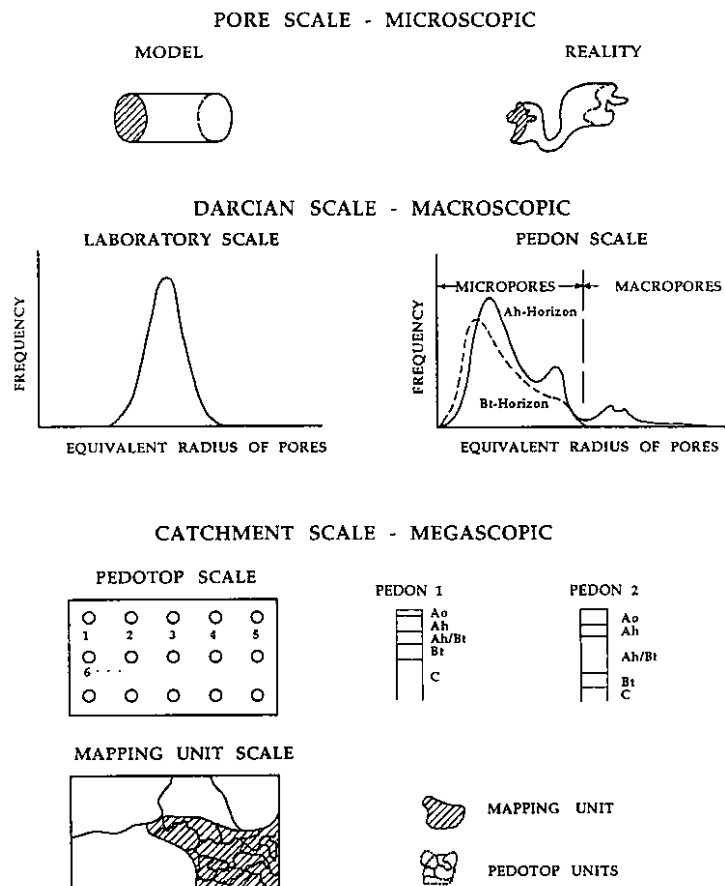 PORE SCALE - MICROSCOPIC
MODEL
REALITY
DARCIAN SCALE - MACROSCOPIC
LABORATORY SCALE
PEDON SCALE
FREQUENCY
EQUIVALENT RADIUS OF PORES
MICROPORES
MACROPORES
Ah-Horizon
Bt-Horizon
FREQUENCY
EQUIVALENT RADIUS OF PORES
CATCHMENT SCALE - MEGASCOPIC
PEDOTOP SCALE
1 2 3 4 5
6 . . .
PEDON 1
Ao
Ah
Ah/Bt
Bt
C
PEDON 2
Ao
Ah
Ah/Bt
Bt
C
MAPPING UNIT SCALE
MAPPING UNIT
PEDOTOP UNITS